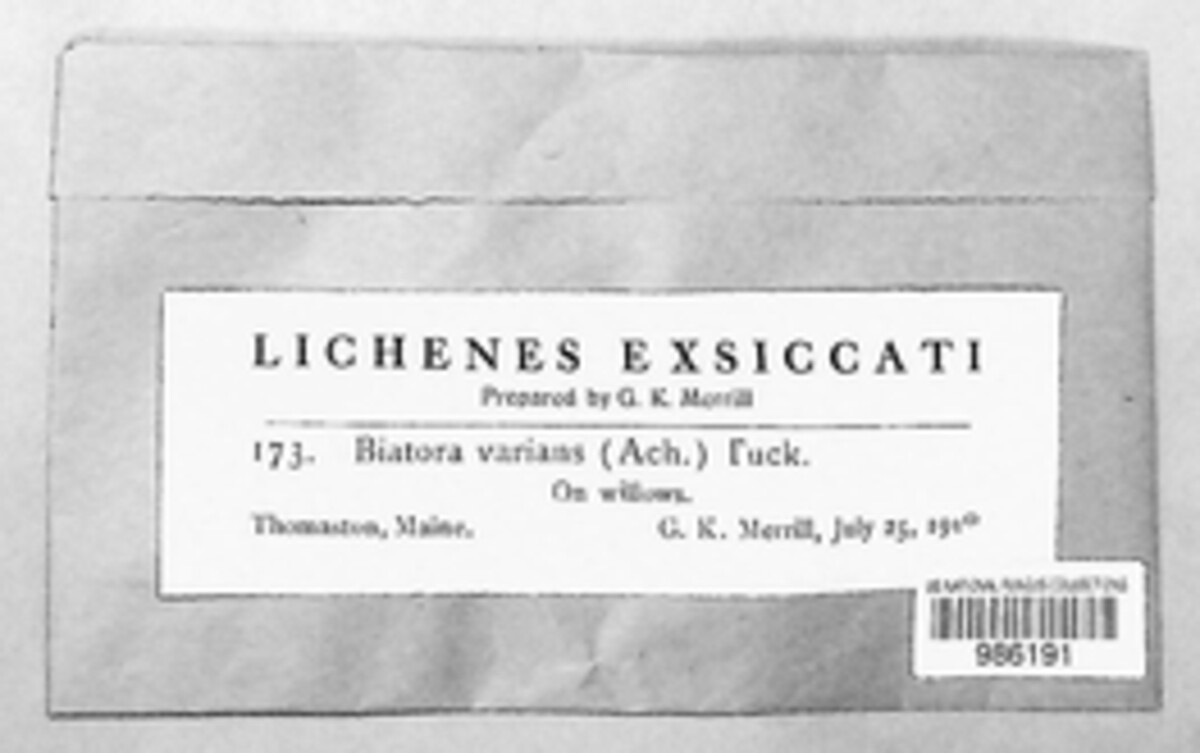 LICHENES EXSICCATI
Prepared by G. K. Merrill
173. Biatora varians (Ach.) Tuck.
On willows.
Thomaston, Maine.
G. K. Merrill, July 25,
986191